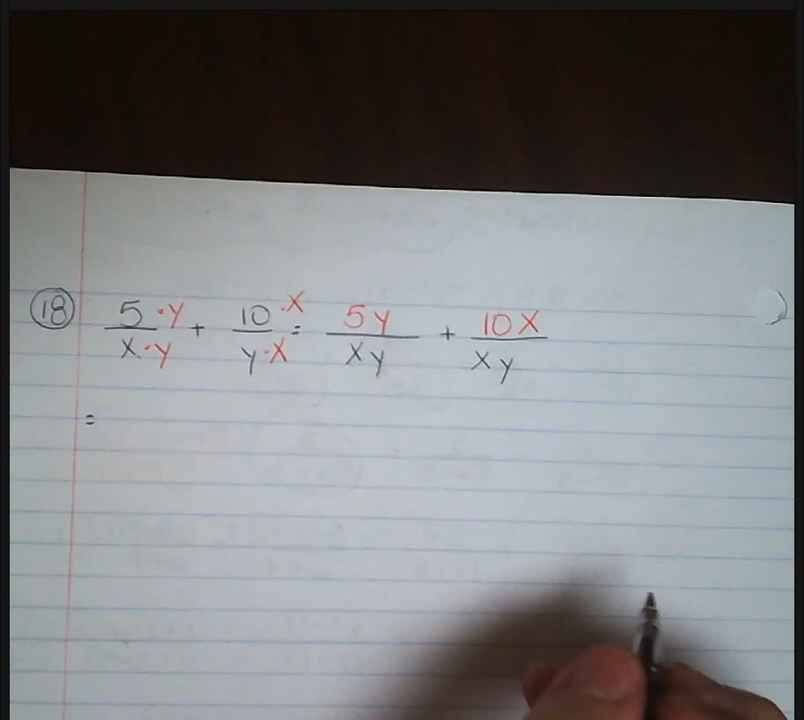 18 5·y/x·y + 10·x/y·x = 5y/xy + 10x/xy
=